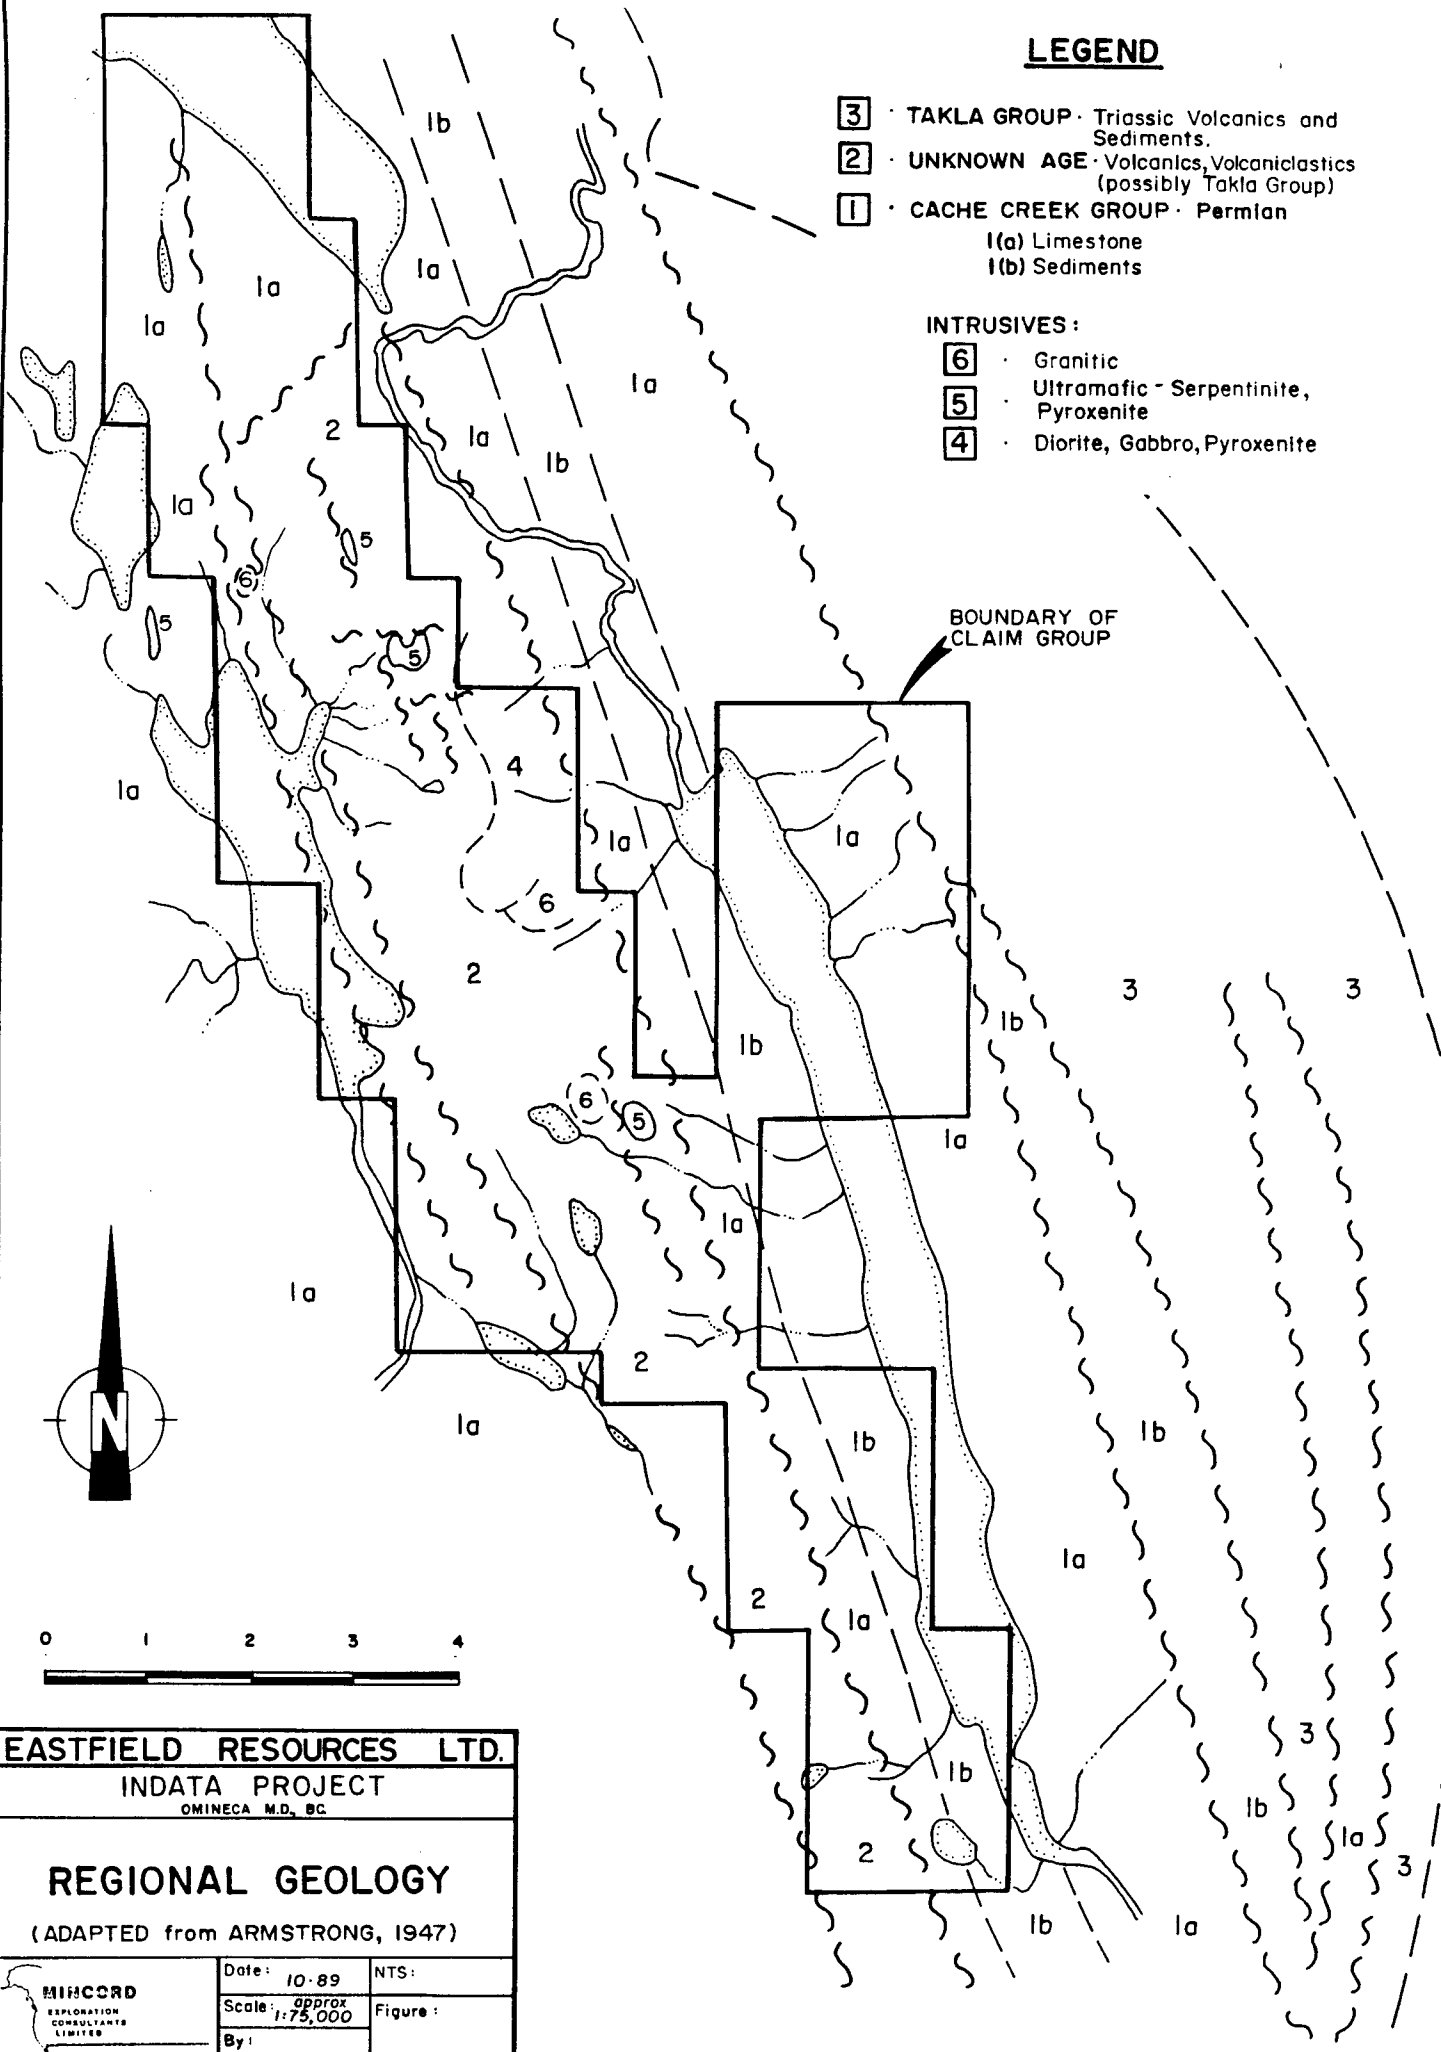 LEGEND
3 · TAKLA GROUP · Triassic Volcanics and
Sediments.
2 · UNKNOWN AGE · Volcanics, Volcaniclastics
(possibly Takla Group)
1 · CACHE CREEK GROUP · Permian
1(a) Limestone
1(b) Sediments
INTRUSIVES :
6 · Granitic
5 · Ultramafic - Serpentinite,
Pyroxenite
4 · Diorite, Gabbro, Pyroxenite
1b
1a
1a
1a
1a
2
1a
1b
1a
5
6
5
5
BOUNDARY OF
CLAIM GROUP
4
1a
1a
1a
6
2
3
3
1b
1b
6
5
1a
1a
1a
2
1a
1b
1b
1a
2
1a
3
1b
1b
1a
2
3
1b
1a
N
0 1 2 3 4
EASTFIELD RESOURCES LTD.
INDATA PROJECT
OMINECA M.D., BC.
REGIONAL GEOLOGY
(ADAPTED from ARMSTRONG, 1947)
MINCORD
EXPLORATION
CONSULTANTS
LIMITED
Date: 10·89
NTS:
Scale: approx
1:75,000
Figure :
By :